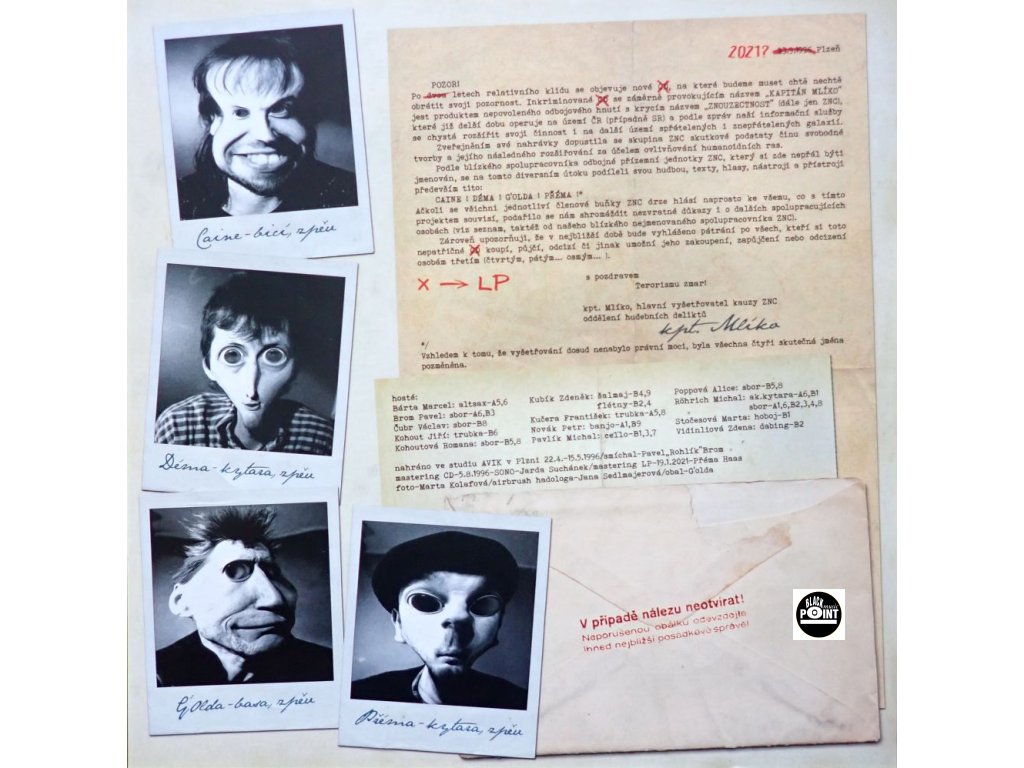 2021? 23.9.1996, Plzeň
POZOR!
Po dvou letech relativního klidu se objevuje nové CD, na které budeme muset chtě nechtě
obrátit svoji pozornost. Inkriminované CD se záměrně provokujícím názvem „KAPITÁN MLÍKO"
jest produktem nepovoleného odbojového hnutí s krycím názvem „ZNOUZECTNOST" (dále jen ZNC),
které již delší dobu operuje na území ČR (případně SR) a podle zpráv naší informační služby
se chystá rozšířit svoji činnost i na další území spřátelených i znepřátelených galaxií.
Zveřejněním své nahrávky dopustila se skupina ZNC skutkové podstaty činu svobodné
tvorby a jejího následného rozšiřování za účelem ovlivňování humanoidních ras.
Podle blízkého spolupracovníka odbojné přízemní jednotky ZNC, který si zde nepřál býti
jmenován, se na tomto diverzním útoku podíleli svou hudbou, texty, hlasy, nástroji a přístroji
především tito:
CAINE ! DÉMA ! G'OLDA ! PŘÉMA !*
Ačkoli se všichni jednotliví členové buňky ZNC drze hlásí naprosto ke všemu, co s tímto
projektem souvisí, podařilo se nám shromáždit nezvratné důkazy i o dalších spolupracujících
osobách (viz seznam, taktéž od našeho blízkého nejmenovaného spolupracovníka ZNC).
Zároveň upozorňuji, že v nejbližší době bude vyhlášeno pátrání po všech, kteří si toto
nepatřičné CD koupí, půjčí, odcizí či jinak umožní jeho zakoupení, zapůjčení nebo odcizení
osobám třetím (čtvrtým, pátým... osmým... ).
X → LP
s pozdravem
Terorismu zmar!
kpt. Mlíko, hlavní vyšetřovatel kauzy ZNC
oddělení hudebních deliktů
kpt. Mlíko
*/
Vzhledem k tomu, že vyšetřování dosud nenabylo právní moci, byla všechna čtyři skutečná jména
pozměněna.
hosté:
Bárta Marcel: altsax-A5,6
Brom Pavel: sbor-A6,B3
Čubr Václav: sbor-B8
Kohout Jiří: trubka-B6
Kohoutová Romana: sbor-B5,8
Kubík Zdeněk: šalmaj-B4,9
flétny-B2,4
Kučera František: trubka-A5,8
Novák Petr: banjo-A1,B9
Pavlík Michal: cello-B1,3,7
Poppová Alice: sbor-B5,8
Röhrich Michal: ak.kytara-A6,B1
" sbor-A1,6,B2,3,4,8
Stočesová Marta: hoboj-B1
Vidinliová Zdena: dabing-B2
nahráno ve studiu AVIK v Plzni 22.4.-15.5.1996/smíchal-Pavel„Rohlík"Brom
mastering CD-5.8.1996-SONO-Jarda Suchánek/mastering LP-19.1.2021-Přéma Haas
foto-Marta Kolafová/airbrush hadologa-Jana Sedlmajerová/obal-G'olda
Caine-bicí, zpěv
Déma-kytara, zpěv
G'Olda-basa, zpěv
Přéma-kytara, zpěv
V případě nálezu neotvírat!
Neporušenou obálku odevzdejte
ihned nejbližší posádkové správě!
BLACK
POINT
music